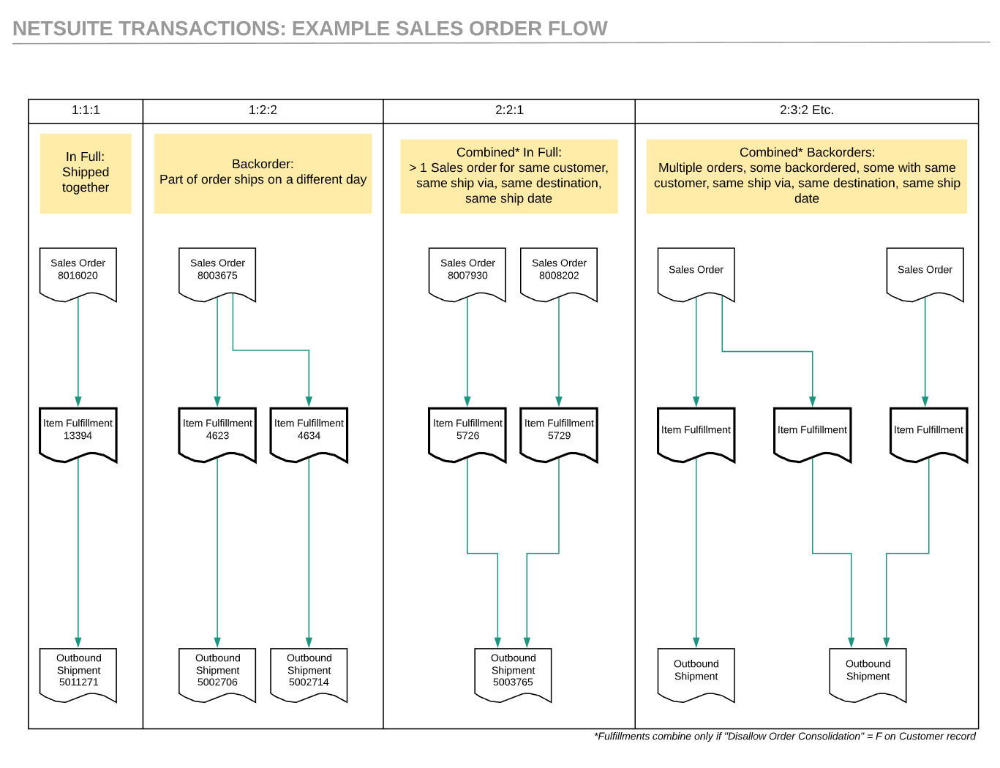 NETSUITE TRANSACTIONS: EXAMPLE SALES ORDER FLOW
1:1:1
1:2:2
2:2:1
2:3:2 Etc.
In Full:
Shipped
together
Backorder:
Part of order ships on a different day
Combined* In Full:
> 1 Sales order for same customer,
same ship via, same destination,
same ship date
Combined* Backorders:
Multiple orders, some backordered, some with same
customer, same ship via, same destination, same ship
date
Sales Order
8016020
Sales Order
8003675
Sales Order
8007930
Sales Order
8008202
Sales Order
Sales Order
Item Fulfillment
13394
Item Fulfillment
4623
Item Fulfillment
4634
Item Fulfillment
5726
Item Fulfillment
5729
Item Fulfillment
Item Fulfillment
Item Fulfillment
Outbound
Shipment
5011271
Outbound
Shipment
5002706
Outbound
Shipment
5002714
Outbound
Shipment
5003765
Outbound
Shipment
Outbound
Shipment
*Fulfillments combine only if "Disallow Order Consolidation" = F on Customer record